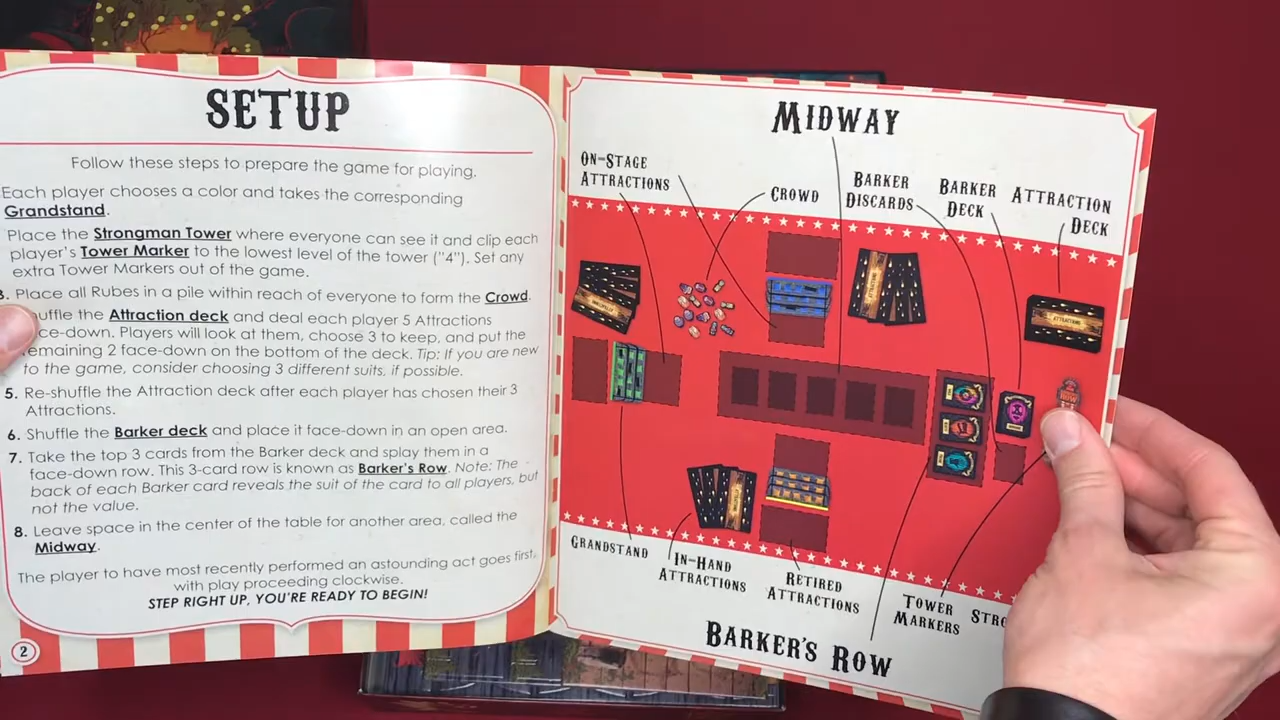 SETUP
Follow these steps to prepare the game for playing.
Each player chooses a color and takes the corresponding
Grandstand.
Place the Strongman Tower where everyone can see it and clip each
player's Tower Marker to the lowest level of the tower ("4"). Set any
extra Tower Markers out of the game.
3. Place all Rubes in a pile within reach of everyone to form the Crowd.
uffle the Attraction deck and deal each player 5 Attractions
ce-down. Players will look at them, choose 3 to keep, and put the
emaining 2 face-down on the bottom of the deck. Tip: If you are new
to the game, consider choosing 3 different suits, if possible.
5. Re-shuffle the Attraction deck after each player has chosen their 3
Attractions.
6. Shuffle the Barker deck and place it face-down in an open area.
7. Take the top 3 cards from the Barker deck and splay them in a
face-down row. This 3-card row is known as Barker's Row. Note: The
back of each Barker card reveals the suit of the card to all players, but
not the value.
8. Leave space in the center of the table for another area, called the
Midway.
The player to have most recently performed an astounding act goes first,
with play proceeding clockwise.
STEP RIGHT UP, YOU'RE READY TO BEGIN!
2
MIDWAY
ON-STAGE
ATTRACTIONS
CROWD
BARKER
DISCARDS
BARKER
DECK
ATTRACTION
DECK
GRANDSTAND
IN-HAND
ATTRACTIONS
RETIRED
ATTRACTIONS
TOWER
MARKERS
STRO
BARKER'S ROW